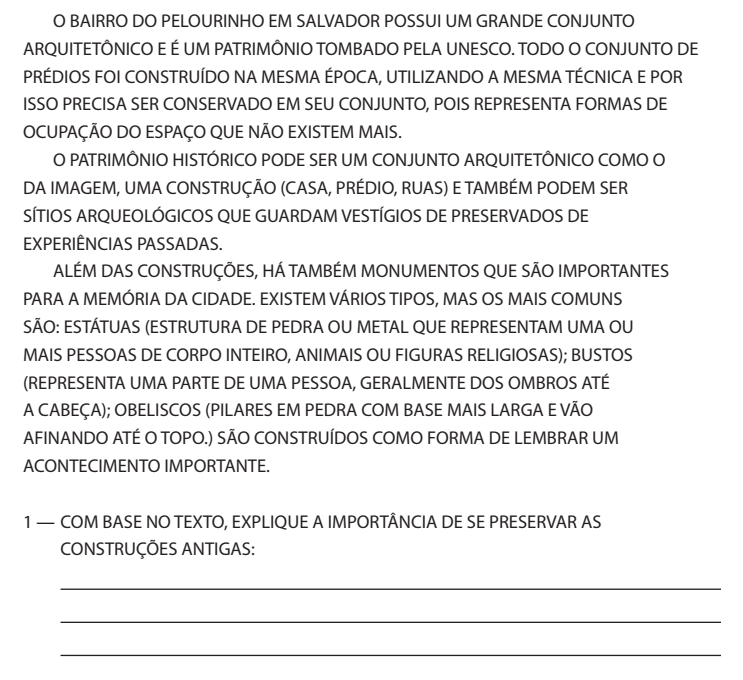 O BAIRRO DO PELOURINHO EM SALVADOR POSSUI UM GRANDE CONJUNTO
ARQUITETÔNICO E É UM PATRIMÔNIO TOMBADO PELA UNESCO. TODO O CONJUNTO DE
PRÉDIOS FOI CONSTRUÍDO NA MESMA ÉPOCA, UTILIZANDO A MESMA TÉCNICA E POR
ISSO PRECISA SER CONSERVADO EM SEU CONJUNTO, POIS REPRESENTA FORMAS DE
OCUPAÇÃO DO ESPAÇO QUE NÃO EXISTEM MAIS.
O PATRIMÔNIO HISTÓRICO PODE SER UM CONJUNTO ARQUITETÔNICO COMO O
DA IMAGEM, UMA CONSTRUÇÃO (CASA, PRÉDIO, RUAS) E TAMBÉM PODEM SER
SÍTIOS ARQUEOLÓGICOS QUE GUARDAM VESTÍGIOS DE PRESERVADOS DE
EXPERIÊNCIAS PASSADAS.
ALÉM DAS CONSTRUÇÕES, HÁ TAMBÉM MONUMENTOS QUE SÃO IMPORTANTES
PARA A MEMÓRIA DA CIDADE. EXISTEM VÁRIOS TIPOS, MAS OS MAIS COMUNS
SÃO: ESTÁTUAS (ESTRUTURA DE PEDRA OU METAL QUE REPRESENTAM UMA OU
MAIS PESSOAS DE CORPO INTEIRO, ANIMAIS OU FIGURAS RELIGIOSAS); BUSTOS
(REPRESENTA UMA PARTE DE UMA PESSOA, GERALMENTE DOS OMBROS ATÉ
A CABEÇA); OBELISCOS (PILARES EM PEDRA COM BASE MAIS LARGA E VÃO
AFINANDO ATÉ O TOPO.) SÃO CONSTRUÍDOS COMO FORMA DE LEMBRAR UM
ACONTECIMENTO IMPORTANTE.
1 — COM BASE NO TEXTO, EXPLIQUE A IMPORTÂNCIA DE SE PRESERVAR AS
CONSTRUÇÕES ANTIGAS: